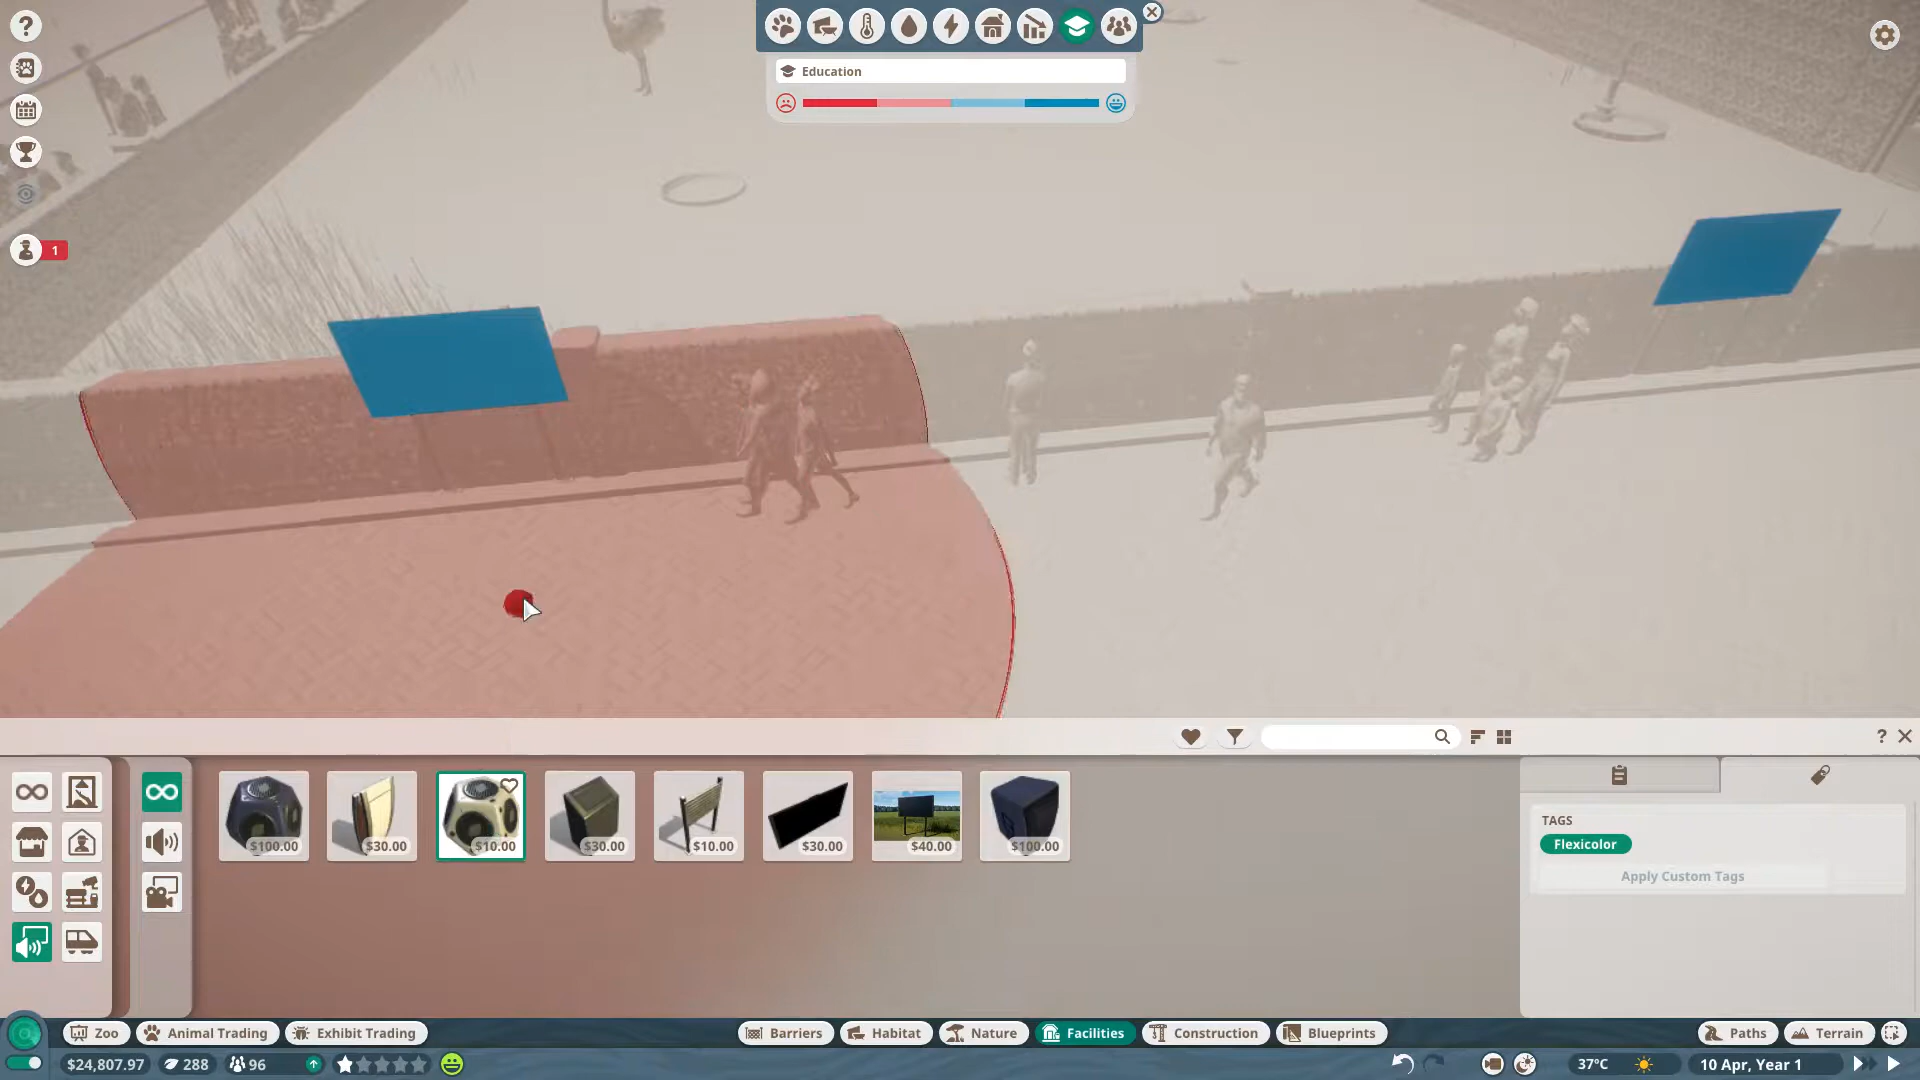 ?
Education
1
?
$100.00
$30.00
$10.00
$30.00
$10.00
$30.00
$40.00
$100.00
TAGS
Flexicolor
Apply Custom Tags
Zoo
Animal Trading
Exhibit Trading
Barriers
Habitat
Nature
Facilities
Construction
Blueprints
Paths
Terrain
$24,807.97
288
96
37°C
10 Apr, Year 1